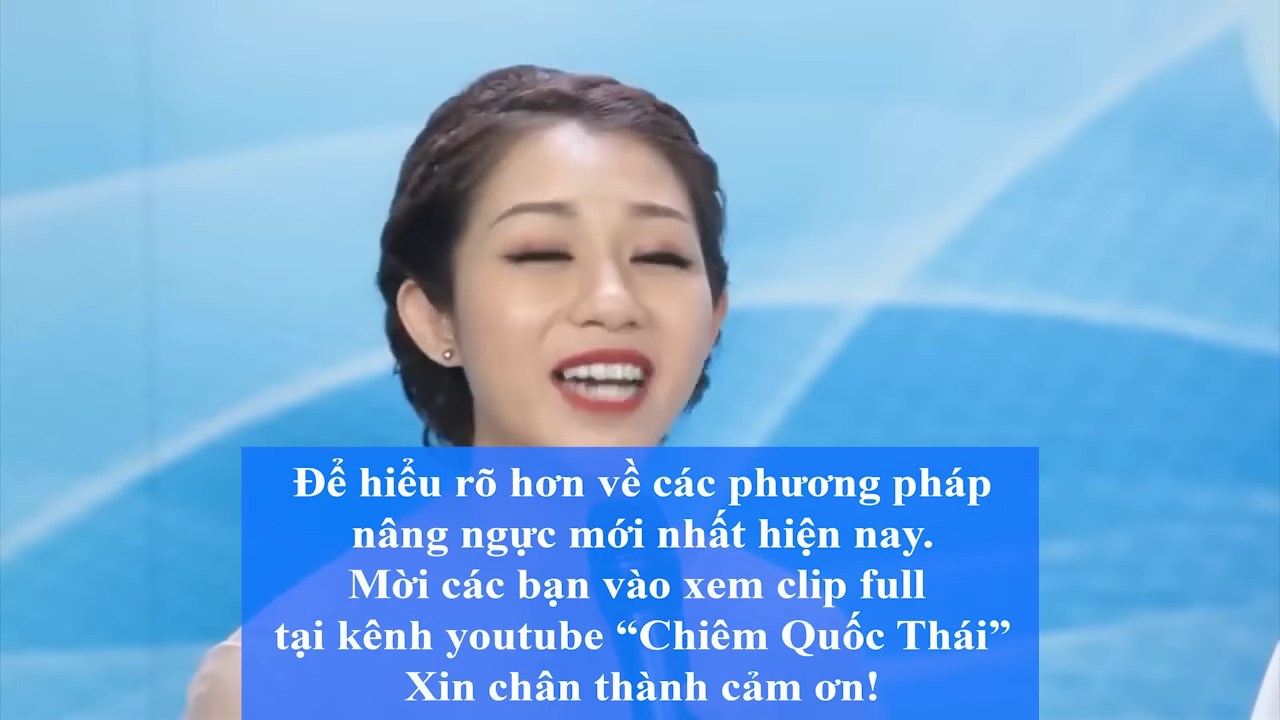 Để hiểu rõ hơn về các phương pháp
nâng ngực mới nhất hiện nay.
Mời các bạn vào xem clip full
tại kênh youtube “Chiêm Quốc Thái”
Xin chân thành cảm ơn!